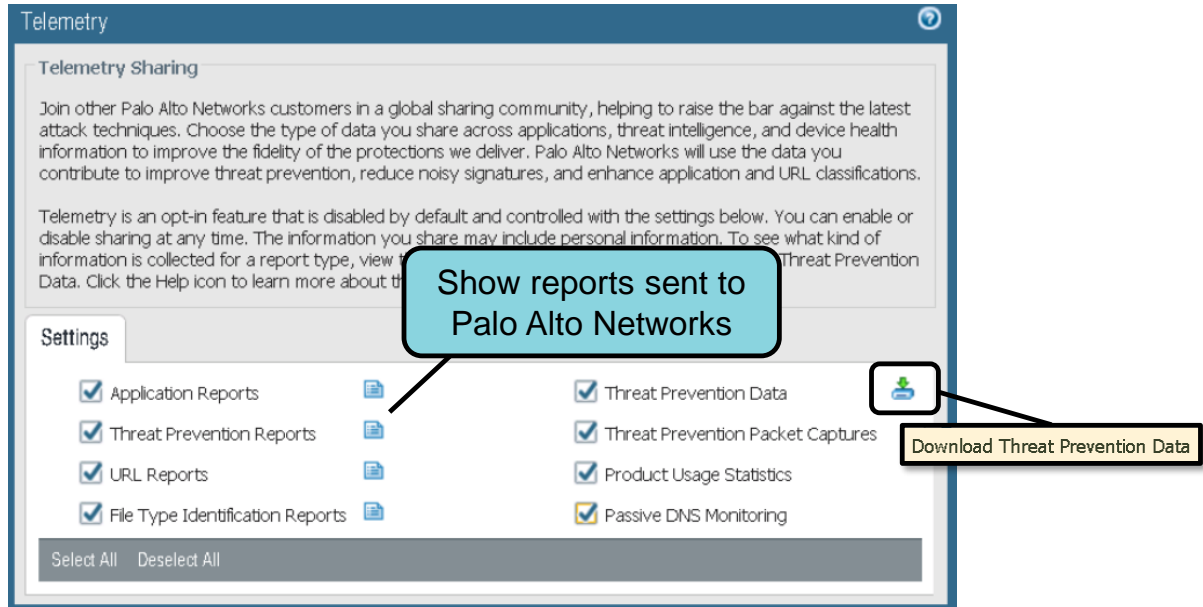 Telemetry
Telemetry Sharing
Join other Palo Alto Networks customers in a global sharing community, helping to raise the bar against the latest
attack techniques. Choose the type of data you share across applications, threat intelligence, and device health
information to improve the fidelity of the protections we deliver. Palo Alto Networks will use the data you
contribute to improve threat prevention, reduce noisy signatures, and enhance application and URL classifications.
Telemetry is an opt-in feature that is disabled by default and controlled with the settings below. You can enable or
disable sharing at any time. The information you share may include personal information. To see what kind of
information is collected for a report type, view Threat Prevention
Data. Click the Help icon to learn more about
Show reports sent to
Palo Alto Networks
Settings
Application Reports
Threat Prevention Data
Threat Prevention Reports
Threat Prevention Packet Captures
Download Threat Prevention Data
URL Reports
Product Usage Statistics
File Type Identification Reports
Passive DNS Monitoring
Select All Deselect All